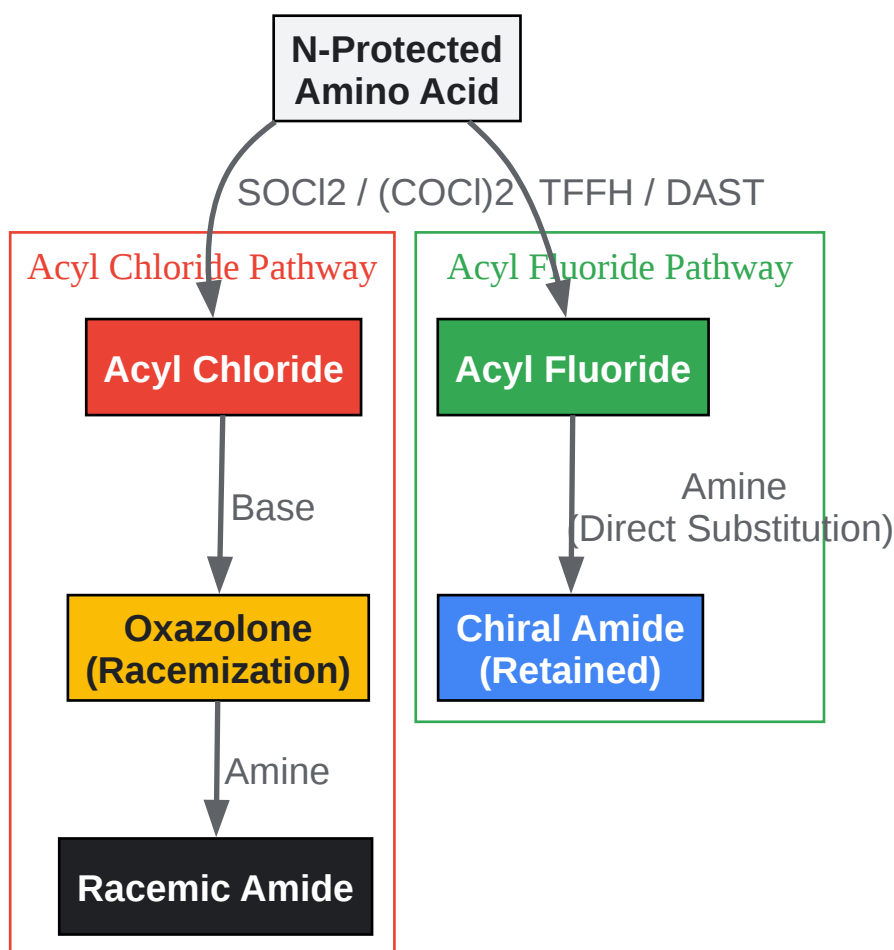 N-Protected
Amino Acid
SOCl2 / (COCl)2
TFFH / DAST
Acyl Chloride Pathway
Acyl Fluoride Pathway
Acyl Chloride
Acyl Fluoride
Base
Amine
(Direct Substitution)
Oxazolone
(Racemization)
Chiral Amide
(Retained)
Amine
Racemic Amide